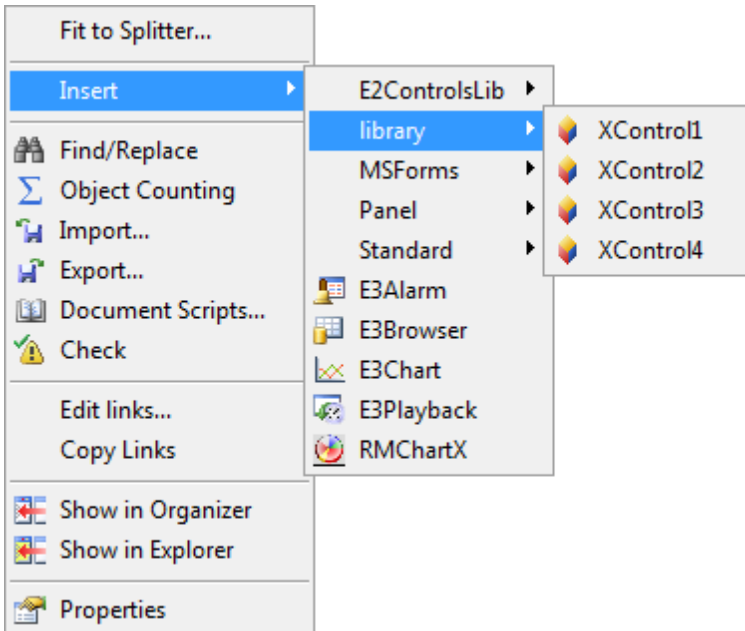 Fit to Splitter...
Insert
Find/Replace
Object Counting
Import...
Export...
Document Scripts...
Check
Edit links...
Copy Links
Show in Organizer
Show in Explorer
Properties
E2ControlsLib
library
MSForms
Panel
Standard
E3Alarm
E3Browser
E3Chart
E3Playback
RMChartX
XControl1
XControl2
XControl3
XControl4